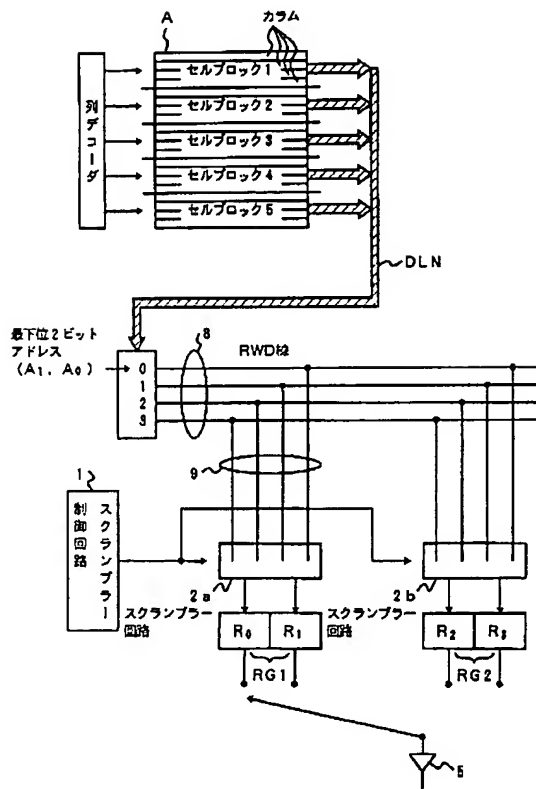 A
カラム
列デコーダ
セルブロック1
セルブロック2
セルブロック3
セルブロック4
セルブロック5
DLN
最下位2ビット
アドレス
(A1, A0)
0
1
2
3
8
RWD線
9
1
スクランブラー
制御回路
2a
スクランブラー
回路
2b
スクランブラー
回路
R0
R1
R2
R3
RG1
RG2
5